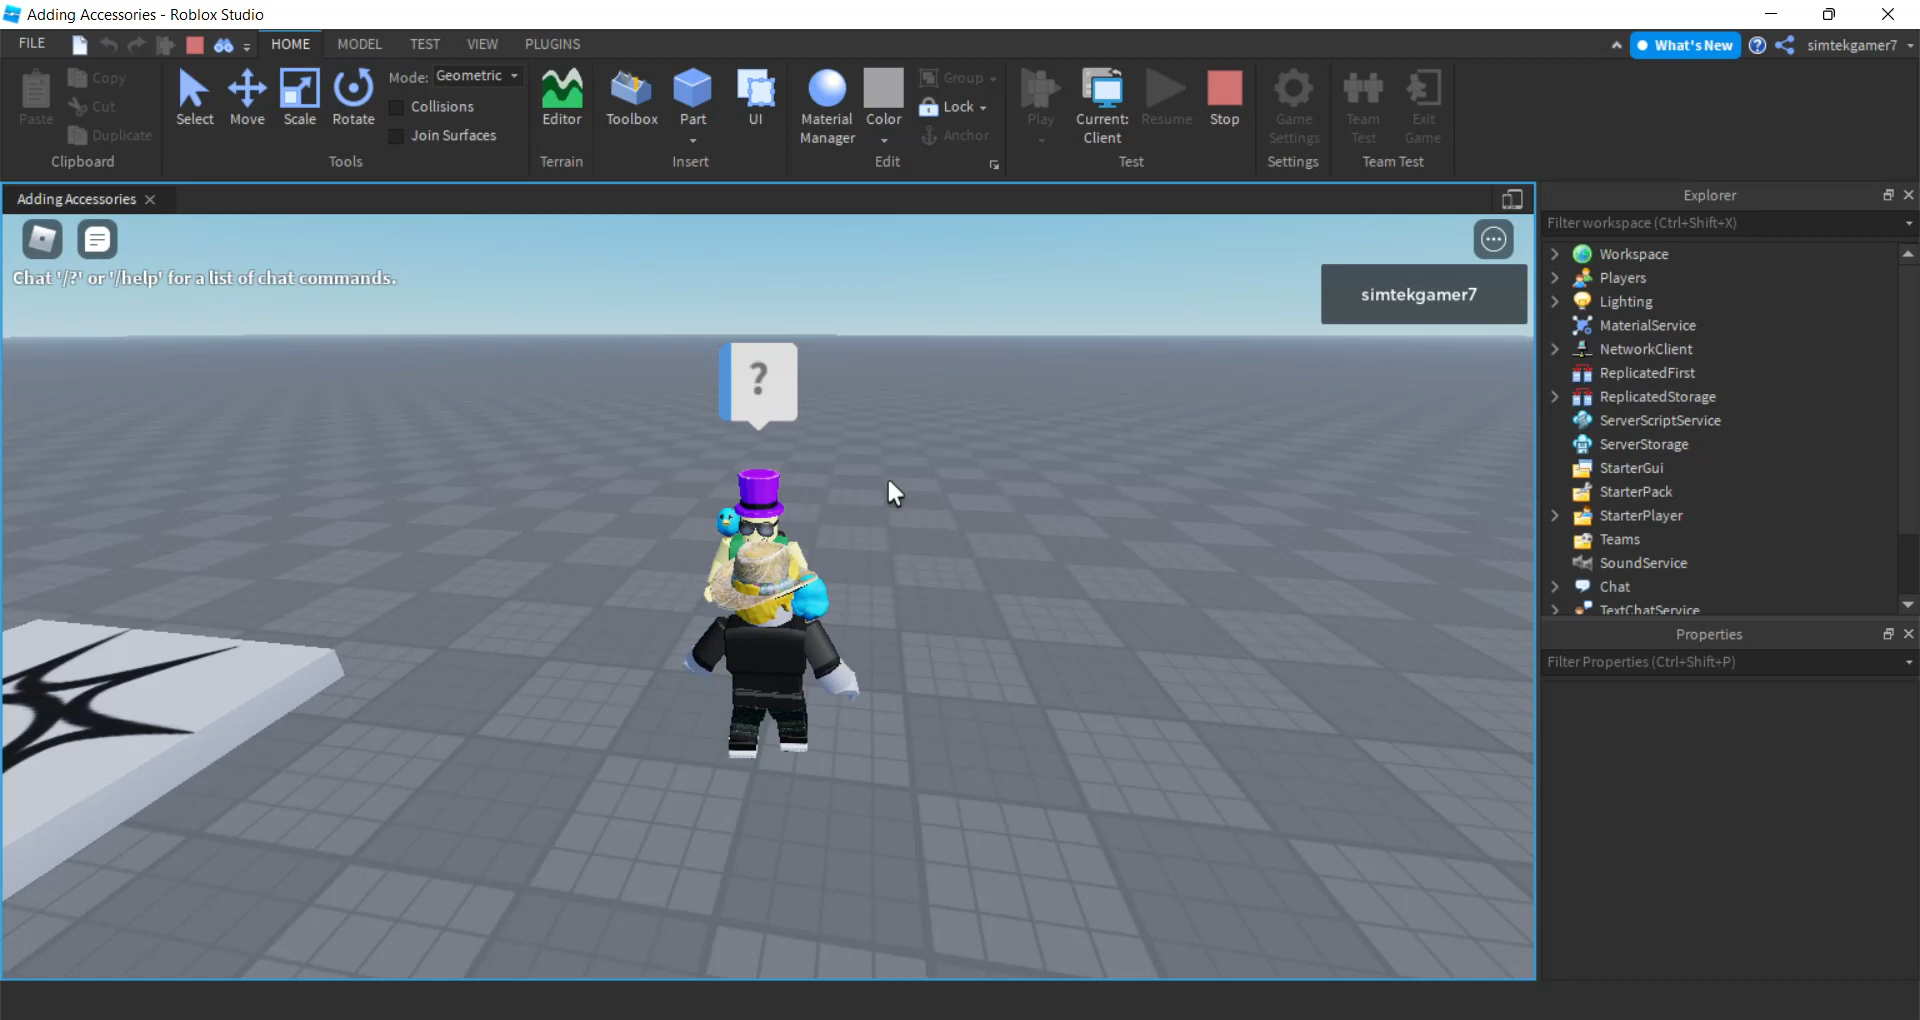 Adding Accessories - Roblox Studio
FILE
HOME
MODEL
TEST
VIEW
PLUGINS
What's New
simtekgamer7
Paste
Copy
Cut
Duplicate
Clipboard
Select
Move
Scale
Rotate
Mode: Geometric
Collisions
Join Surfaces
Tools
Editor
Terrain
Toolbox
Part
UI
Insert
Material
Manager
Color
Group
Lock
Anchor
Edit
Play
Current:
Client
Resume
Stop
Test
Game
Settings
Settings
Team
Test
Exit
Game
Team Test
Adding Accessories
Chat '/?' or '/help' for a list of chat commands.
simtekgamer7
?
Explorer
Filter workspace (Ctrl+Shift+X)
Workspace
Players
Lighting
MaterialService
NetworkClient
ReplicatedFirst
ReplicatedStorage
ServerScriptService
ServerStorage
StarterGui
StarterPack
StarterPlayer
Teams
SoundService
Chat
TextChatService
Properties
Filter Properties (Ctrl+Shift+P)